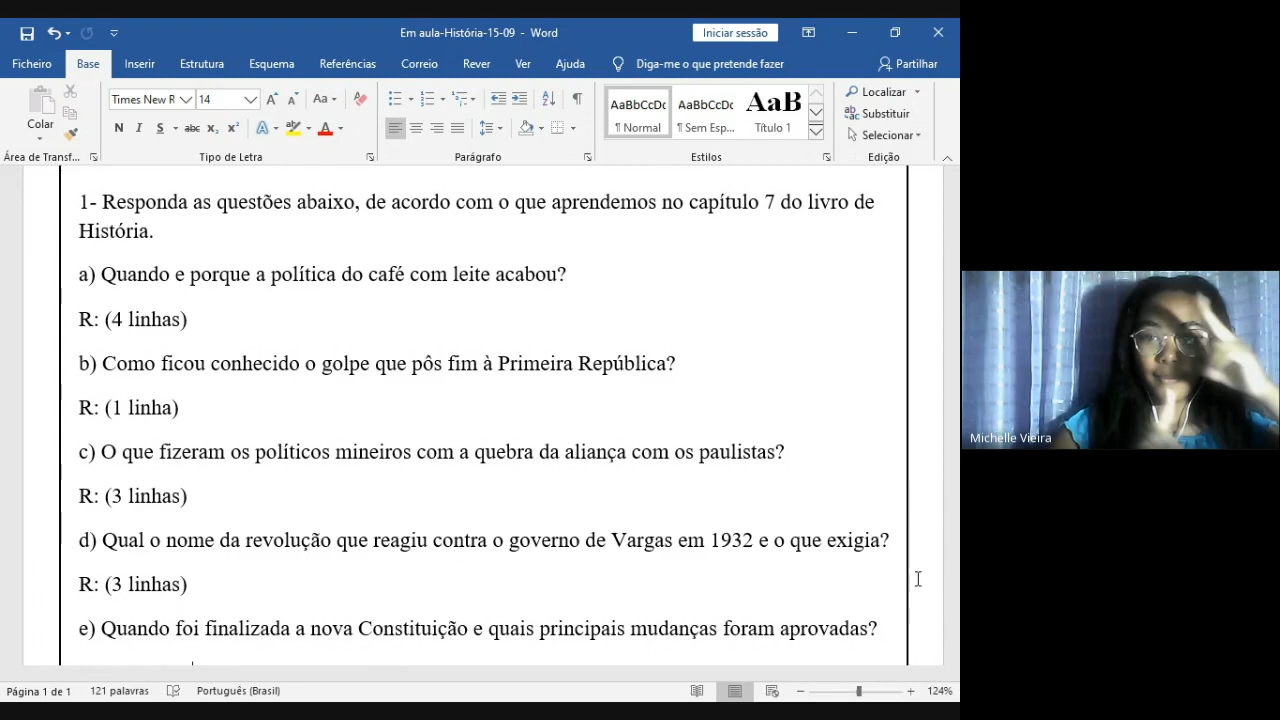 Em aula-História-15-09 - Word
Iniciar sessão
Ficheiro Base Inserir Estrutura Esquema Referências Correio Rever Ver Ajuda Diga-me o que pretende fazer Partilhar
Colar
Times New R 14
Aa
AaBbCcDc AaBbCcDc AaBbC
¶ Normal ¶ Sem Esp... Título 1
Localizar
Substituir
Selecionar
N I S abc x₂ x²
Área de Transf... Tipo de Letra Parágrafo Estilos Edição
1- Responda as questões abaixo, de acordo com o que aprendemos no capítulo 7 do livro de
História.
a) Quando e porque a política do café com leite acabou?
R: (4 linhas)
b) Como ficou conhecido o golpe que pôs fim à Primeira República?
R: (1 linha)
c) O que fizeram os políticos mineiros com a quebra da aliança com os paulistas?
R: (3 linhas)
d) Qual o nome da revolução que reagiu contra o governo de Vargas em 1932 e o que exigia?
R: (3 linhas)
e) Quando foi finalizada a nova Constituição e quais principais mudanças foram aprovadas?
Michelle Vieira
Página 1 de 1 121 palavras Português (Brasil) 124%